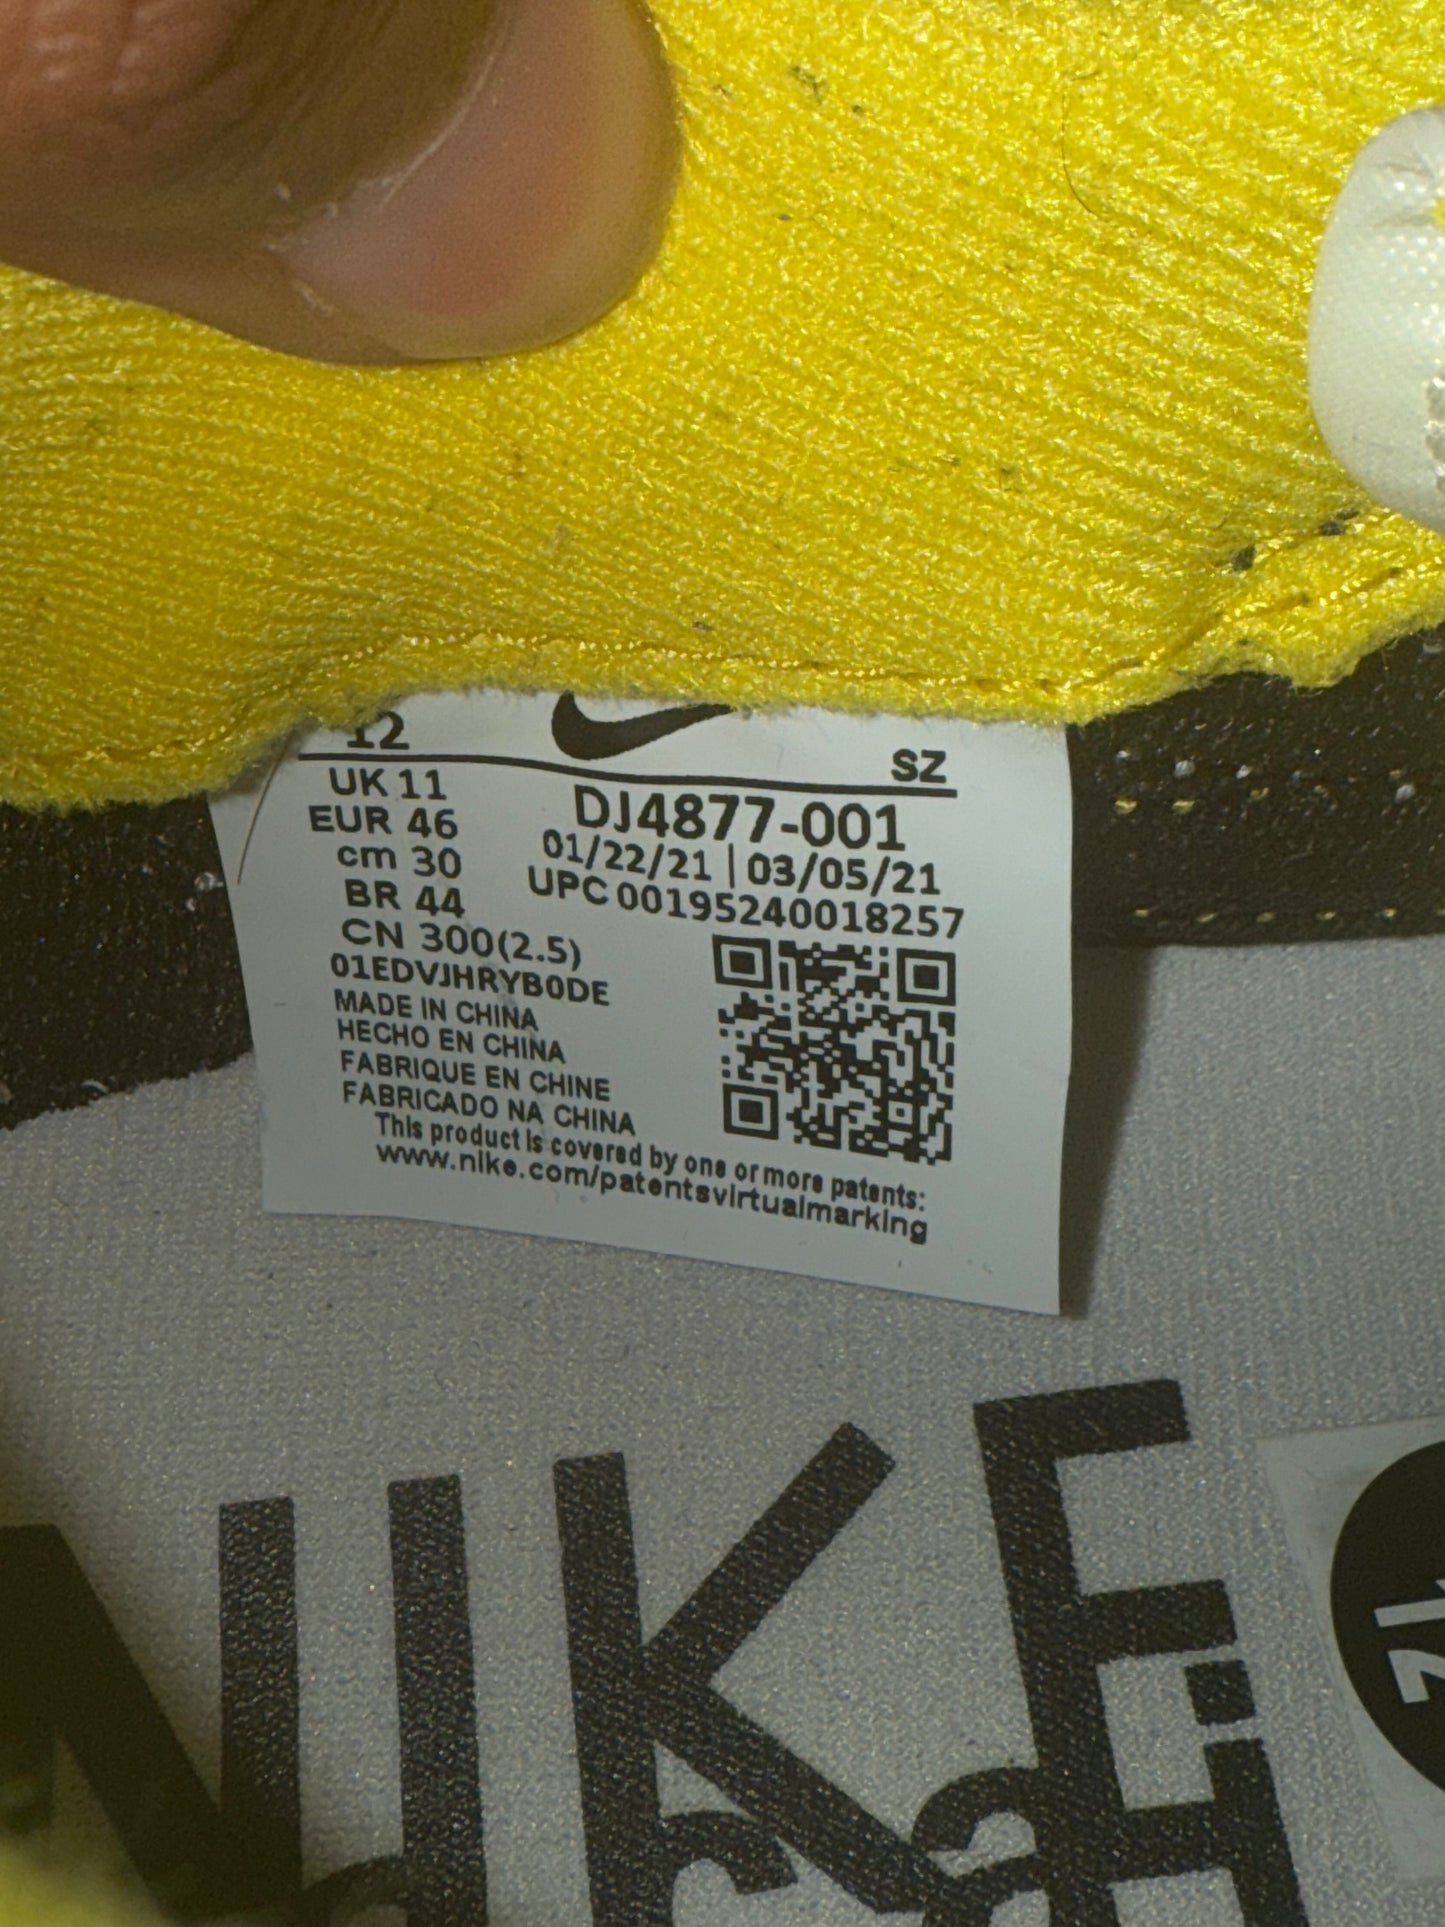 12
SZ
UK 11
EUR 46
cm 30
BR 44
CN 300(2.5)
01EDVJHRYB0DE
DJ4877-001
01/22/21 | 03/05/21
UPC 00195240018257
MADE IN CHINA
HECHO EN CHINA
FABRIQUE EN CHINE
FABRICADO NA CHINA
This product is covered by one or more patents:
www.nike.com/patentsvirtualmarking
NIKE